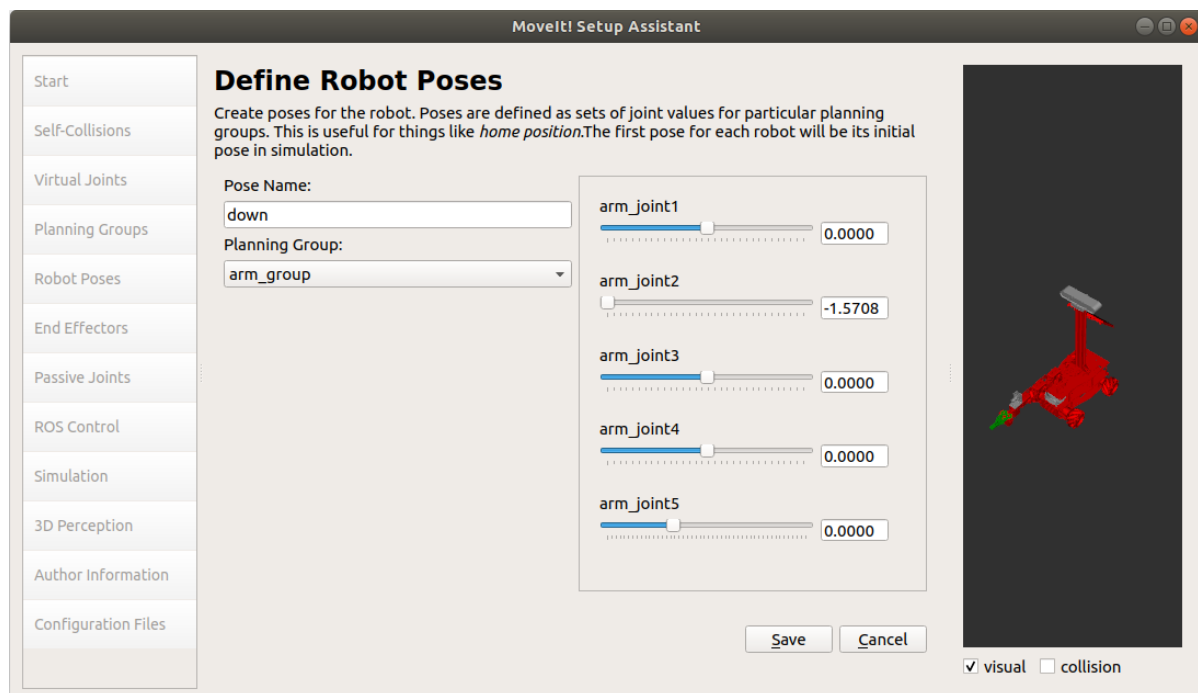 MoveIt! Setup Assistant
Start
Self-Collisions
Virtual Joints
Planning Groups
Robot Poses
End Effectors
Passive Joints
ROS Control
Simulation
3D Perception
Author Information
Configuration Files
Define Robot Poses
Create poses for the robot. Poses are defined as sets of joint values for particular planning
groups. This is useful for things like home position.The first pose for each robot will be its initial
pose in simulation.
Pose Name:
down
Planning Group:
arm_group
arm_joint1
0.0000
arm_joint2
-1.5708
arm_joint3
0.0000
arm_joint4
0.0000
arm_joint5
0.0000
Save
Cancel
visual
collision